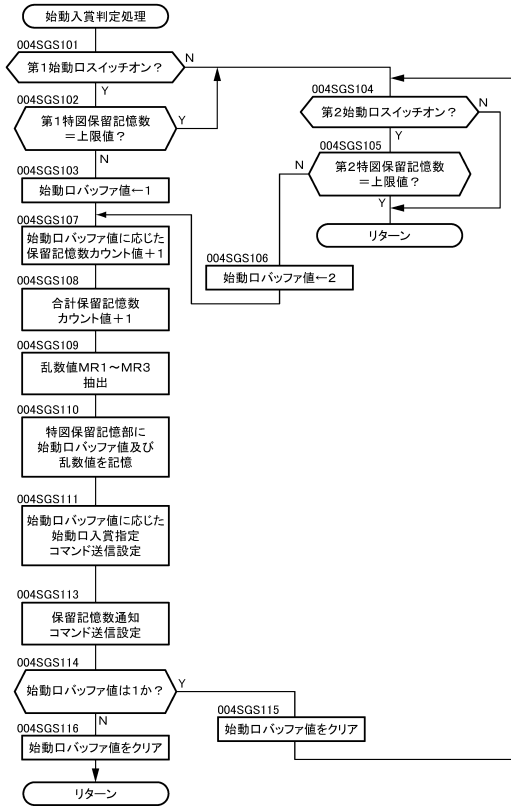 始動入賞判定処理
004SGS101
第1始動口スイッチオン？
N
Y
004SGS102
第1特図保留記憶数
＝上限値？
Y
N
004SGS103
始動口バッファ値←1
004SGS104
第2始動口スイッチオン？
N
Y
004SGS105
第2特図保留記憶数
＝上限値？
N
Y
リターン
004SGS106
始動口バッファ値←2
004SGS107
始動口バッファ値に応じた
保留記憶数カウント値＋1
004SGS108
合計保留記憶数
カウント値＋1
004SGS109
乱数値MR1～MR3
抽出
004SGS110
特図保留記憶部に
始動口バッファ値及び
乱数値を記憶
004SGS111
始動口バッファ値に応じた
始動口入賞指定
コマンド送信設定
004SGS113
保留記憶数通知
コマンド送信設定
004SGS114
始動口バッファ値は1か？
Y
N
004SGS115
始動口バッファ値をクリア
004SGS116
始動口バッファ値をクリア
リターン